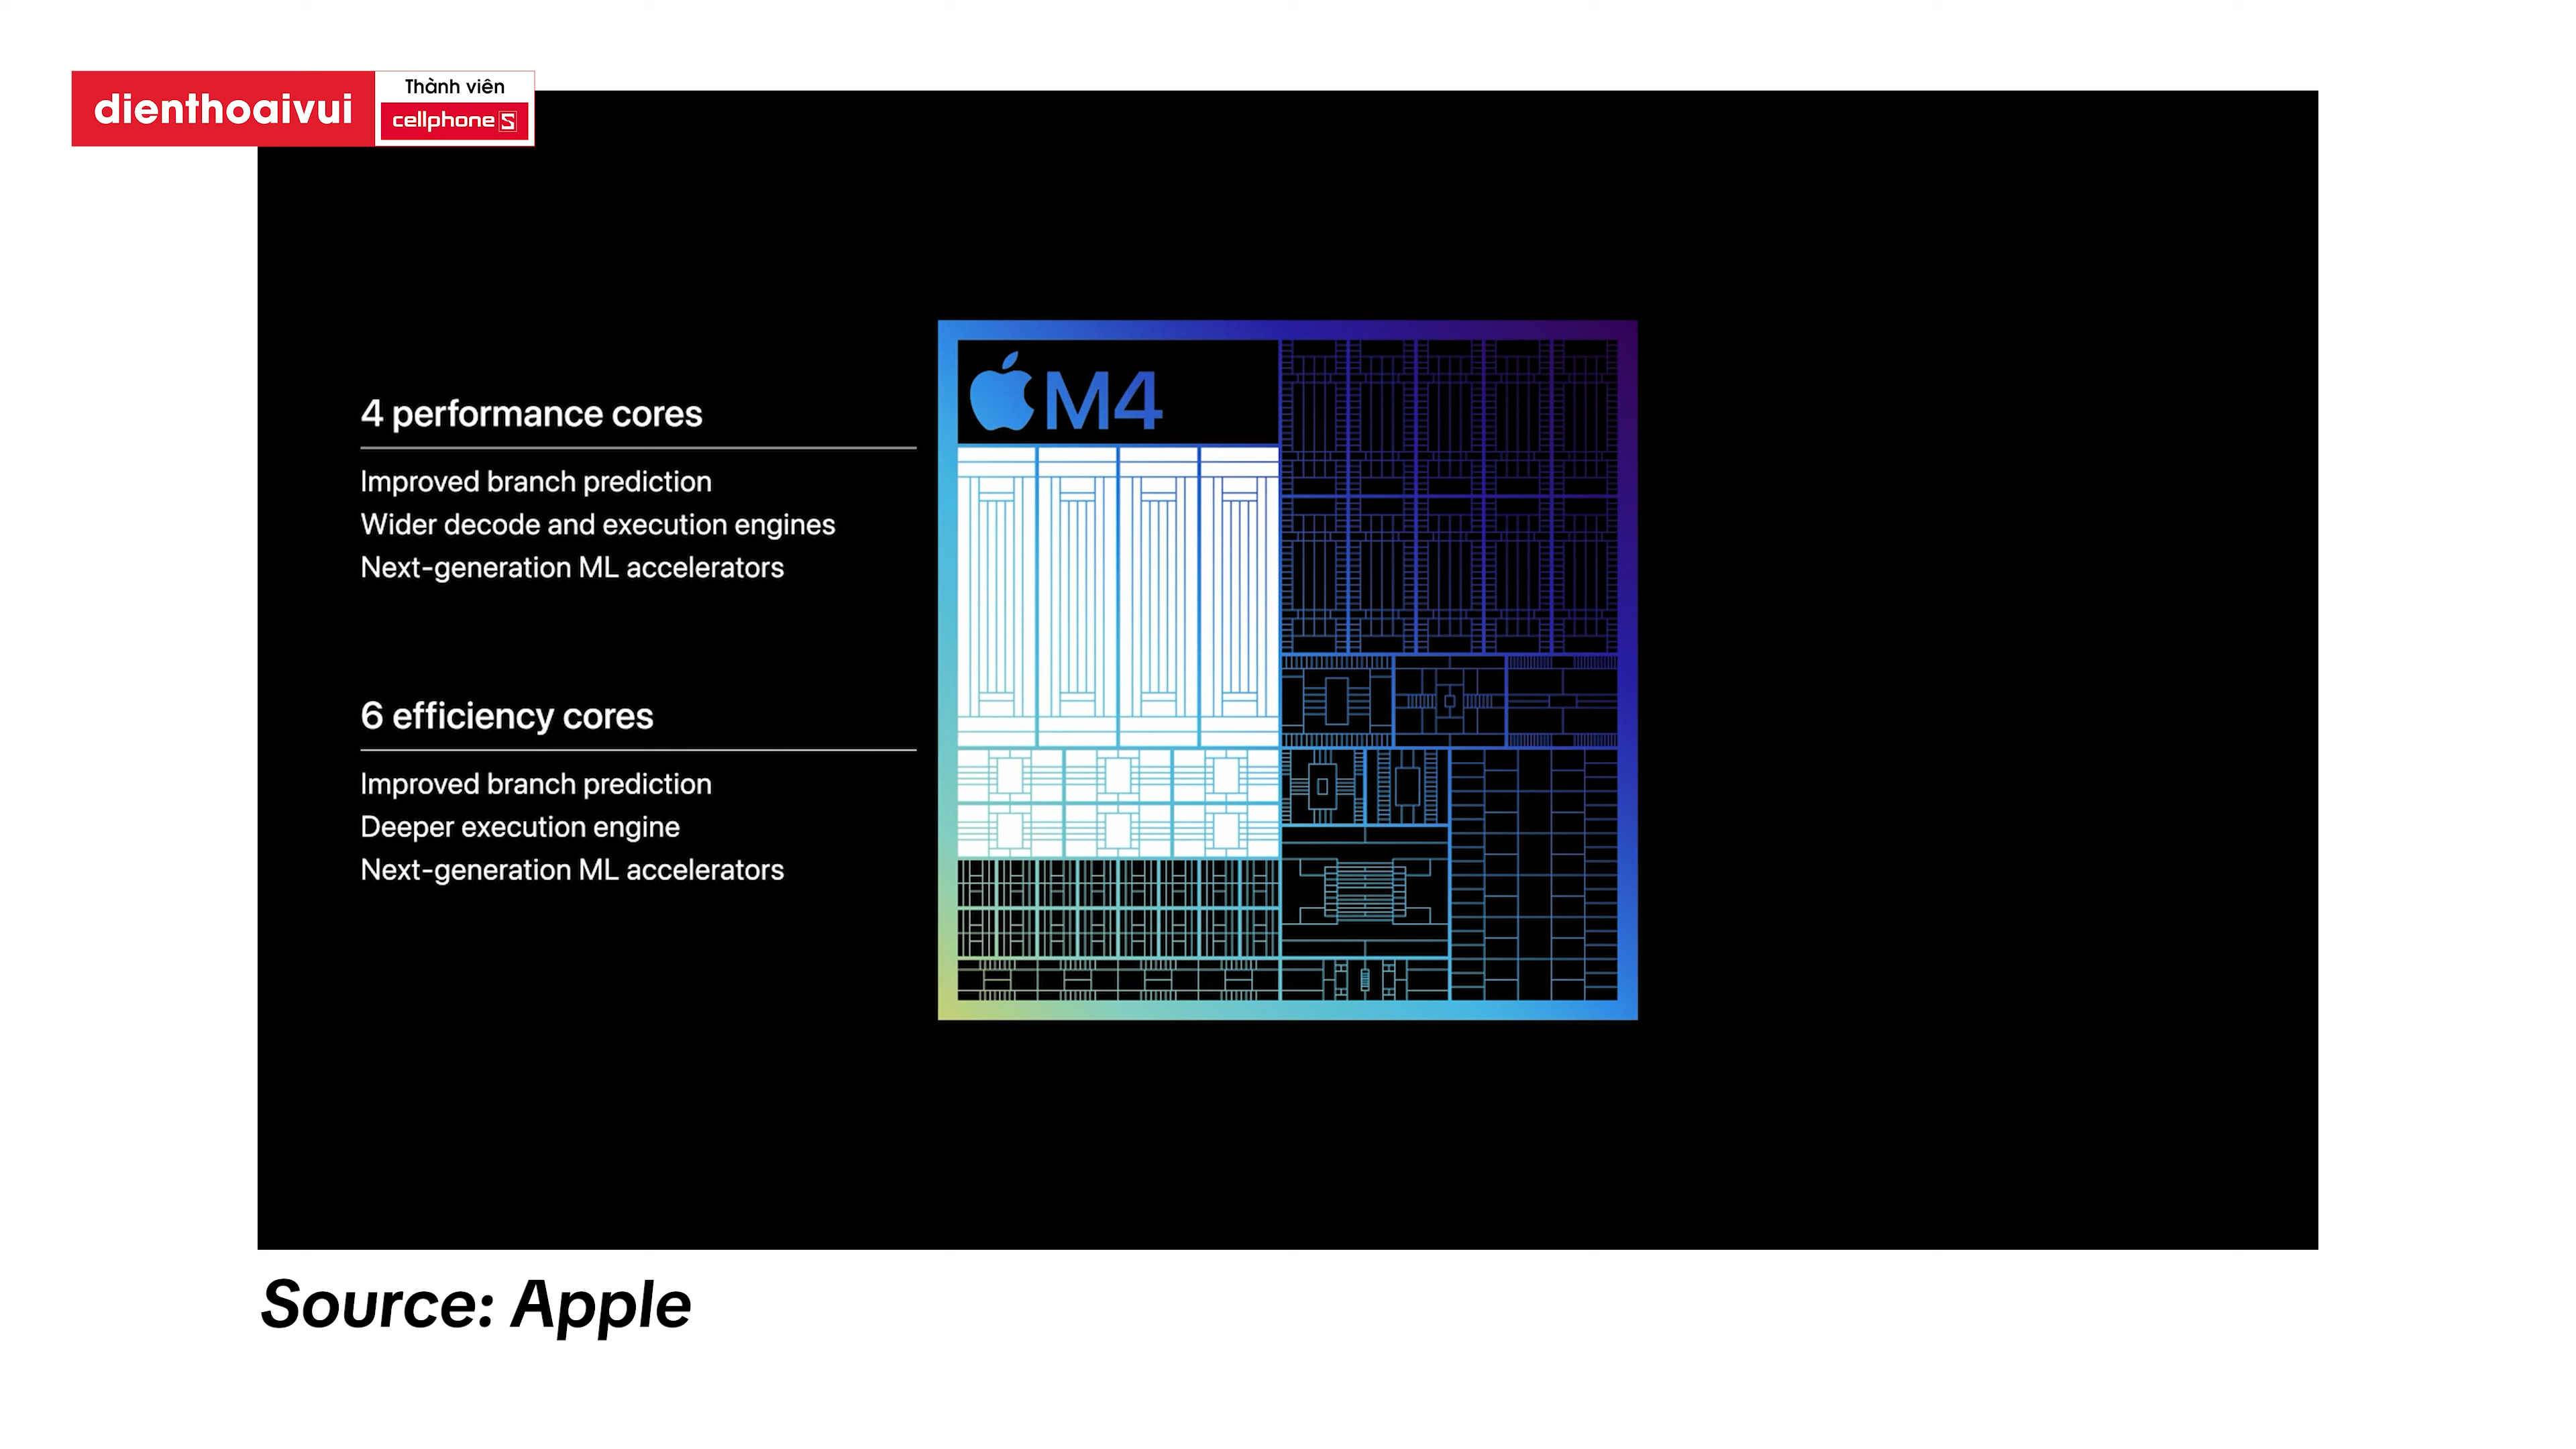 dienthoaivui
Thành viên
cellphoneS
4 performance cores
Improved branch prediction
Wider decode and execution engines
Next-generation ML accelerators
6 efficiency cores
Improved branch prediction
Deeper execution engine
Next-generation ML accelerators
M4
Source: Apple